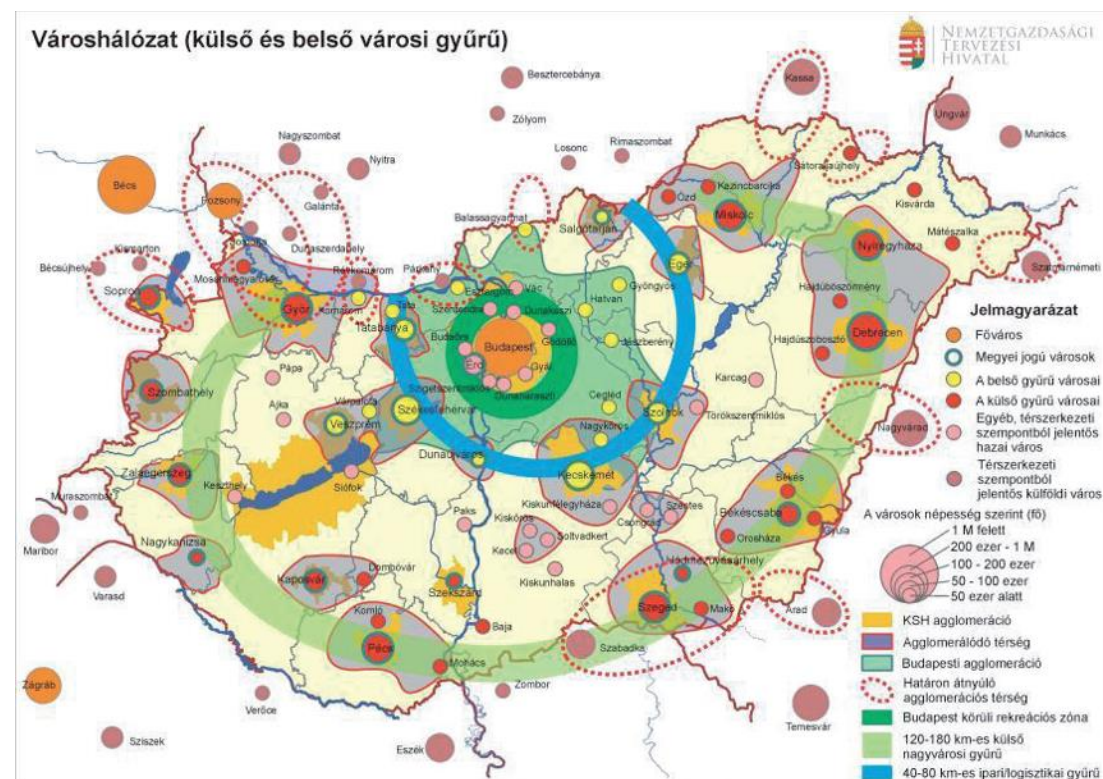 Városhálózat (külső és belső városi gyűrű)
NEMZETGAZDASÁGI
TERVEZÉSI
HIVATAL
Besztercebánya
Zólyom
Kassa
Ungvár
Munkács
Nagyszombat
Nyitra
Losonc
Rimaszombat
Bécs
Pozsony
Galánta
Dunaszerdahely
Balassagyarmat
Salgótarján
Ózd
Kazincbarcika
Miskolc
Sátoraljaújhely
Kisvárda
Mátészalka
Nyíregyháza
Szatmárnémeti
Kismarton
Bécsújhely
Sopron
Mosonmagyaróvár
Révkomárom
Komárom
Győr
Párkány
Esztergom
Vác
Tata
Tatabánya
Szentendre
Dunakeszi
Gödöllő
Budaörs
Budapest
Érd
Gyál
Szigetszentmiklós
Dunaharaszti
Hatvan
Gyöngyös
Eger
Jászberény
Hajdúböszörmény
Debrecen
Hajdúszoboszló
Karcag
Szombathely
Pápa
Ajka
Várpalota
Veszprém
Székesfehérvár
Cegléd
Nagykőrös
Szolnok
Törökszentmiklós
Nagyvárad
Dunaújváros
Kecskemét
Zalaegerszeg
Keszthely
Siófok
Muraszombat
Maribor
Nagykanizsa
Paks
Kiskunfélegyháza
Kiskőrös
Soltvadkert
Kecel
Kiskunhalas
Csongrád
Szentes
Békés
Békéscsaba
Gyula
Orosháza
Hódmezővásárhely
Varasd
Kaposvár
Dombóvár
Szekszárd
Komló
Pécs
Baja
Mohács
Szeged
Makó
Arad
Szabadka
Zombor
Zágráb
Verőce
Sziszek
Eszék
Temesvár
Jelmagyarázat
Főváros
Megyei jogú városok
A belső gyűrű városai
A külső gyűrű városai
Egyéb, térszerkezeti
szempontból jelentős
hazai város
Térszerkezeti
szempontból
jelentős külföldi város
A városok népesség szerint (fő)
1 M felett
200 ezer - 1 M
100 - 200 ezer
50 - 100 ezer
50 ezer alatt
KSH agglomeráció
Agglomerálódó térség
Budapesti agglomeráció
Határon átnyúló
agglomerációs térség
Budapest körüli rekreációs zóna
120-180 km-es külső
nagyvárosi gyűrű
40-80 km-es ipari/logisztikai gyűrű